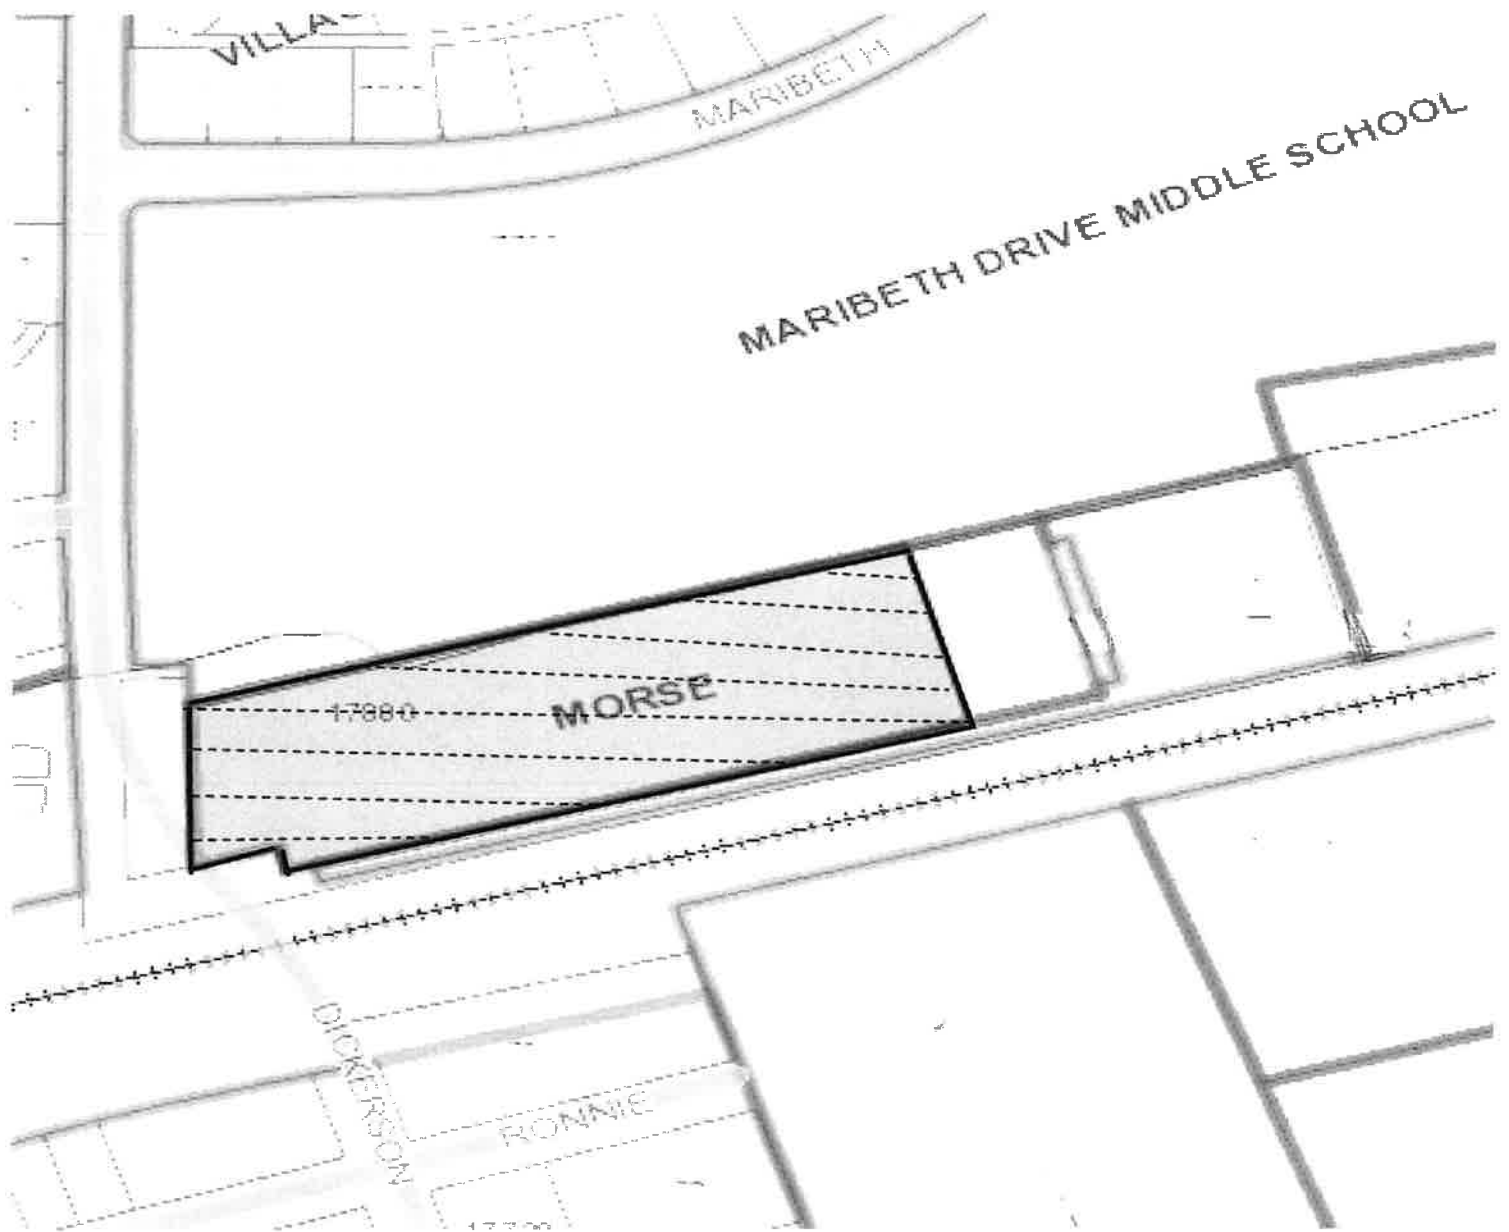 MARIBETH
MARIBETH DRIVE MIDDLE SCHOOL
MORSE
DICKERSON
RONNIE